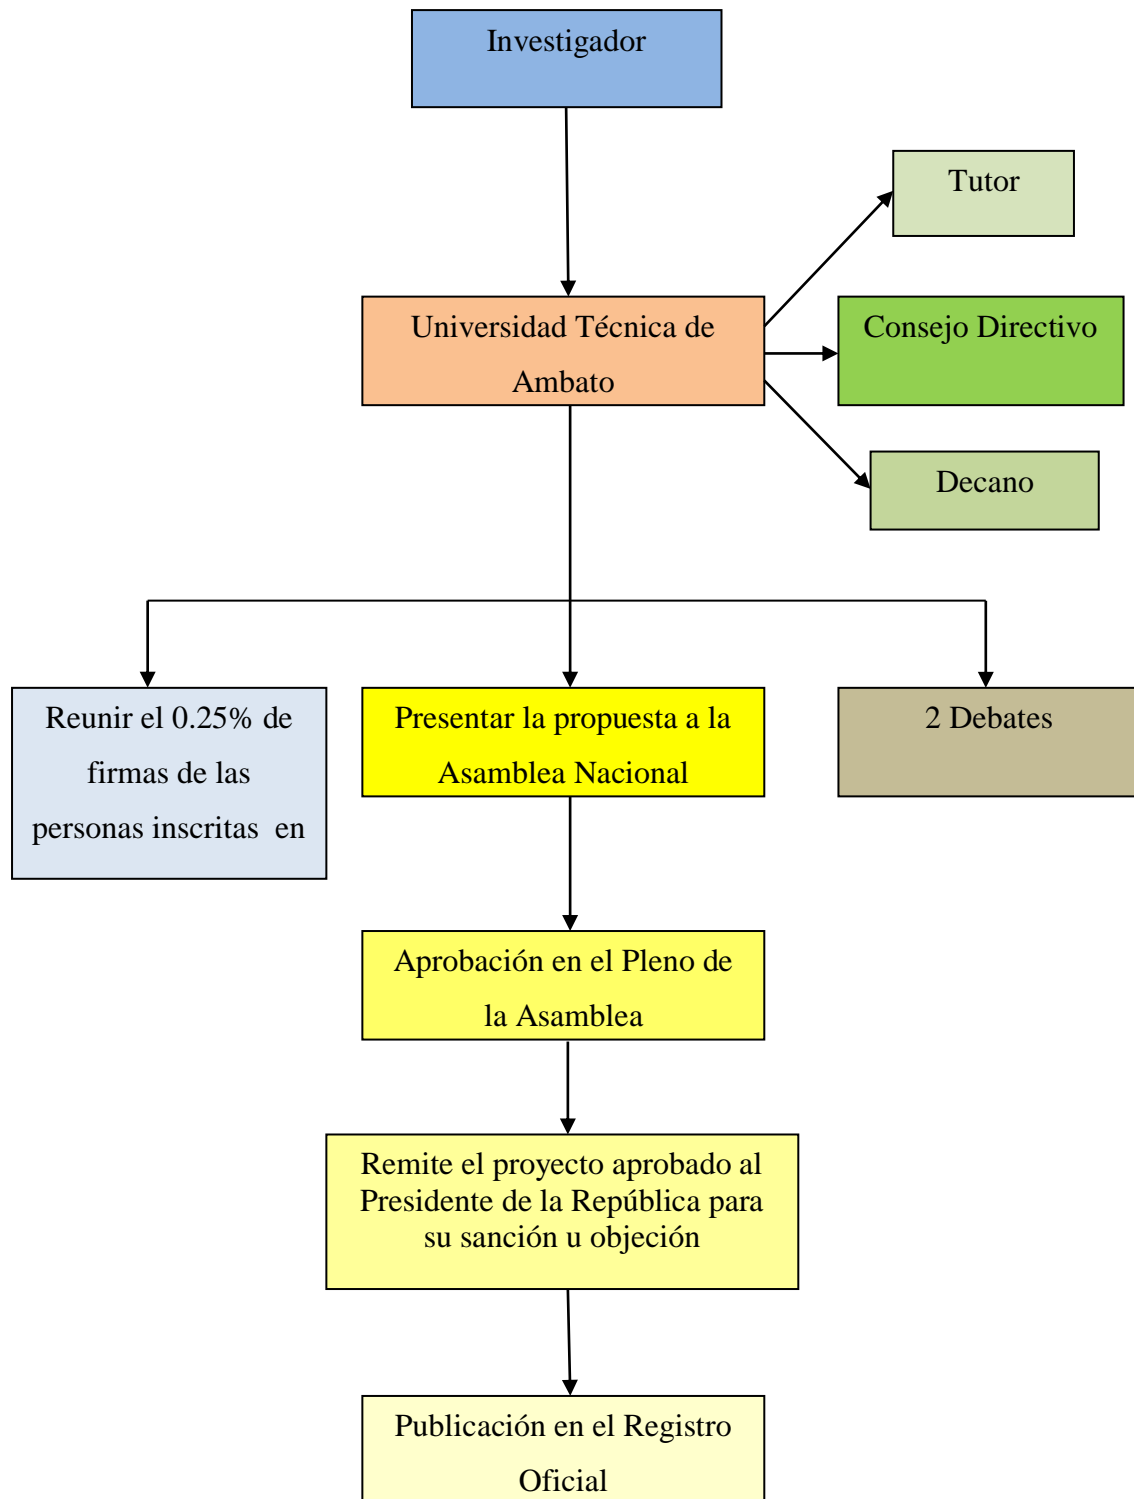 Investigador
Tutor
Universidad Técnica de
Ambato
Consejo Directivo
Decano
Reunir el 0.25% de
firmas de las
personas inscritas en
Presentar la propuesta a la
Asamblea Nacional
2 Debates
Aprobación en el Pleno de
la Asamblea
Remite el proyecto aprobado al
Presidente de la República para
su sanción u objeción
Publicación en el Registro
Oficial